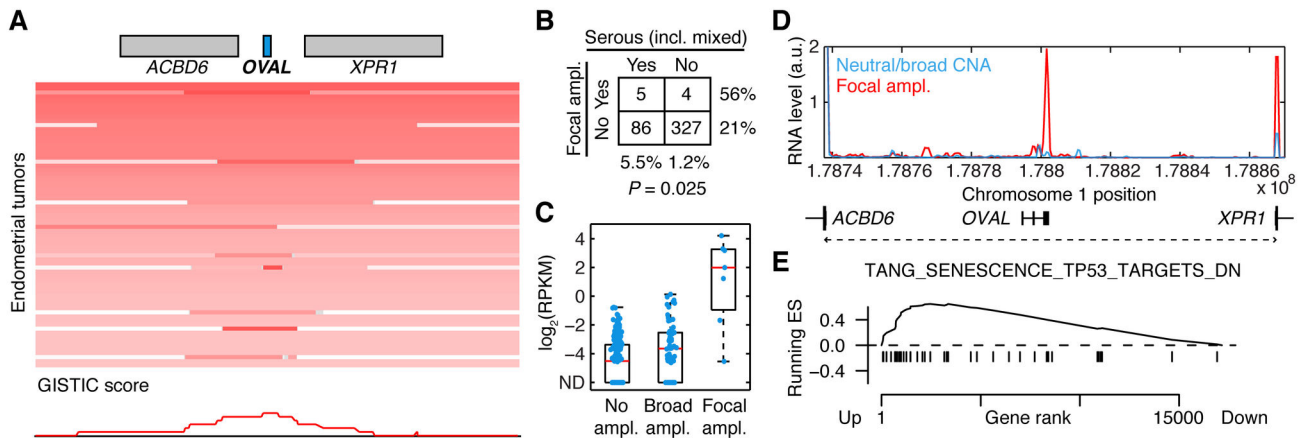 A
ACBD6 OVAL XPR1
Endometrial tumors
GISTIC score
B
Serous (incl. mixed)
Yes No
Focal ampl.
Yes 5 4 56%
No 86 327 21%
5.5% 1.2%
P = 0.025
C
log2(RPKM)
4
2
0
−2
−4
ND
No ampl.
Broad ampl.
Focal ampl.
D
RNA level (a.u.)
2
1
Neutral/broad CNA
Focal ampl.
1.7874 1.7876 1.7878 1.788 1.7882 1.7884 1.7886
x 10^8
Chromosome 1 position
ACBD6 OVAL XPR1
E
TANG_SENESCENCE_TP53_TARGETS_DN
Running ES
0.4
0.0
−0.4
Up 1 Gene rank 15000 Down